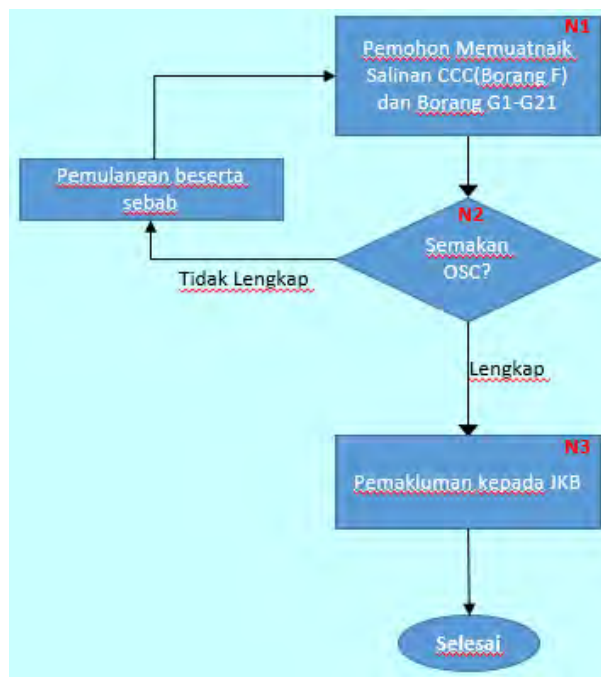 N1
Pemohon Memuatnaik
Salinan CCC(Borang F)
dan Borang G1-G21
Pemulangan beserta
sebab
N2
Semakan
OSC?
Tidak Lengkap
Lengkap
N3
Pemakluman kepada JKB
Selesai